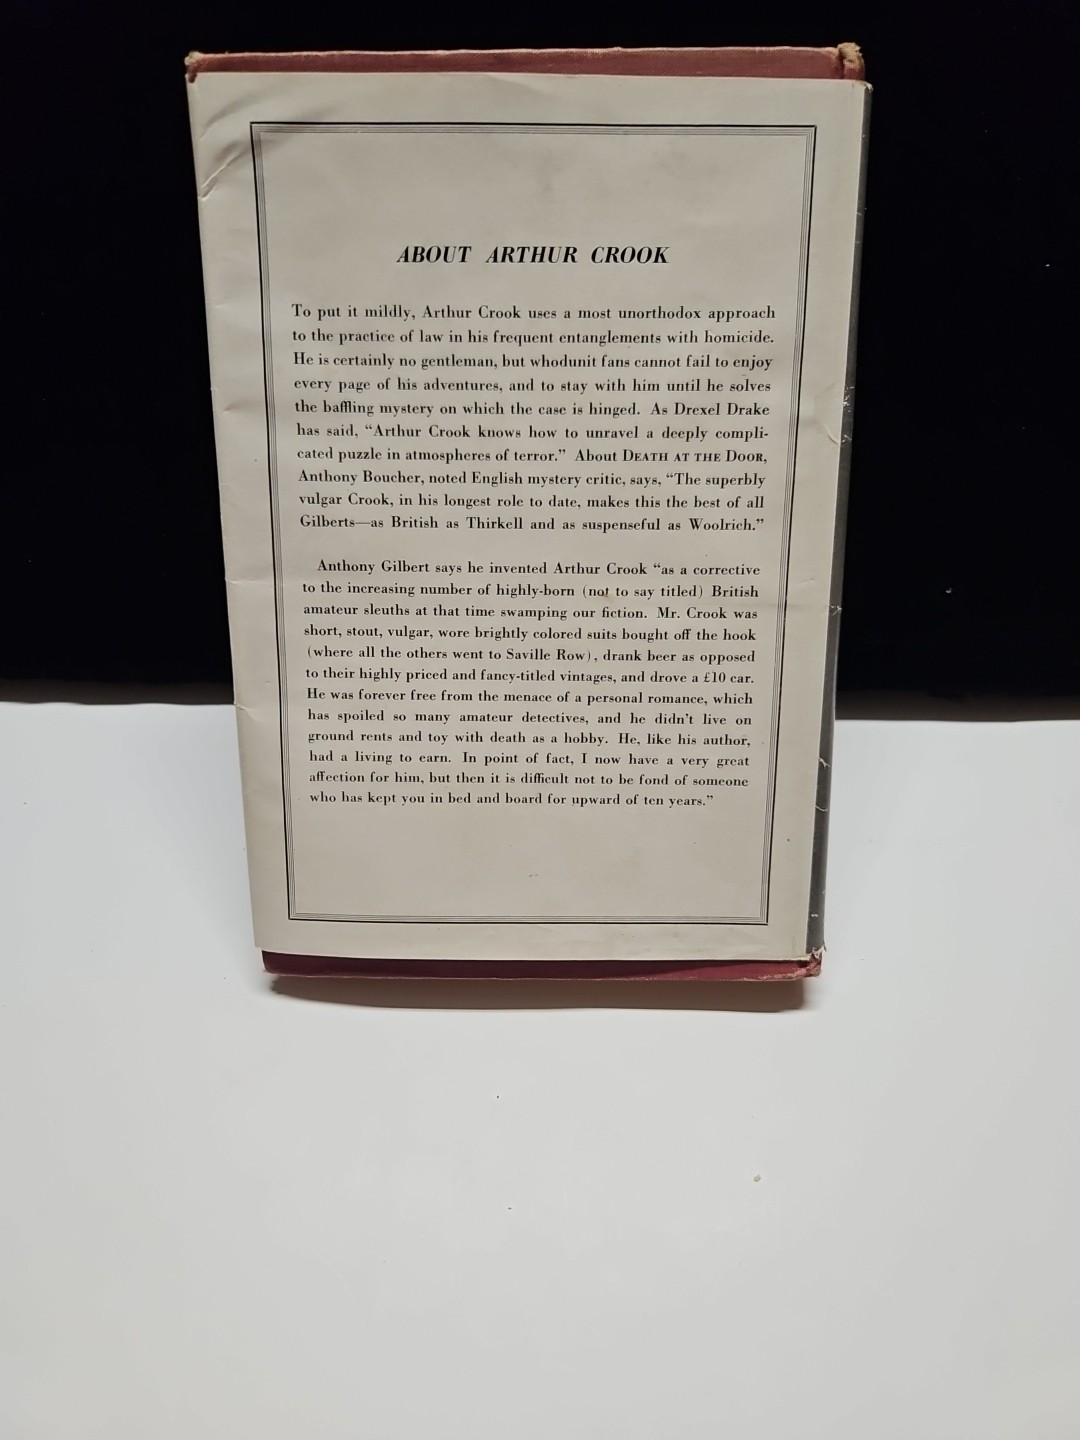 ABOUT ARTHUR CROOK
To put it mildly, Arthur Crook uses a most unorthodox approach
to the practice of law in his frequent entanglements with homicide.
He is certainly no gentleman, but whodunit fans cannot fail to enjoy
every page of his adventures, and to stay with him until he solves
the baffling mystery on which the case is hinged. As Drexel Drake
has said, “Arthur Crook knows how to unravel a deeply compli-
cated puzzle in atmospheres of terror.” About DEATH AT THE DOOR,
Anthony Boucher, noted English mystery critic, says, “The superbly
vulgar Crook, in his longest role to date, makes this the best of all
Gilberts—as British as Thirkell and as suspenseful as Woolrich.”
Anthony Gilbert says he invented Arthur Crook “as a corrective
to the increasing number of highly-born (not to say titled) British
amateur sleuths at that time swamping our fiction. Mr. Crook was
short, stout, vulgar, wore brightly colored suits bought off the hook
(where all the others went to Saville Row), drank beer as opposed
to their highly priced and fancy-titled vintages, and drove a £10 car.
He was forever free from the menace of a personal romance, which
has spoiled so many amateur detectives, and he didn’t live on
ground rents and toy with death as a hobby. He, like his author,
had a living to earn. In point of fact, I now have a very great
affection for him, but then it is difficult not to be fond of someone
who has kept you in bed and board for upward of ten years.”